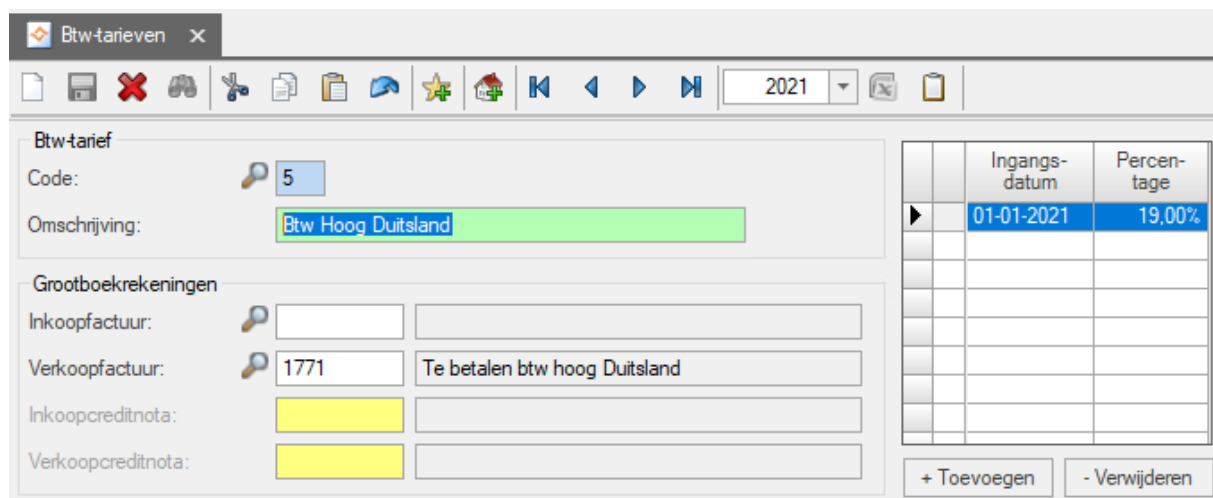 Btw-tarieven
2021
Btw-tarief
Code: 5
Omschrijving: Btw Hoog Duitsland
Grootboekrekeningen
Inkoopfactuur:
Verkoopfactuur: 1771 Te betalen btw hoog Duitsland
Inkoopcreditnota:
Verkoopcreditnota:
Ingangs-
datum
Percen-
tage
01-01-2021 19,00%
+ Toevoegen - Verwijderen